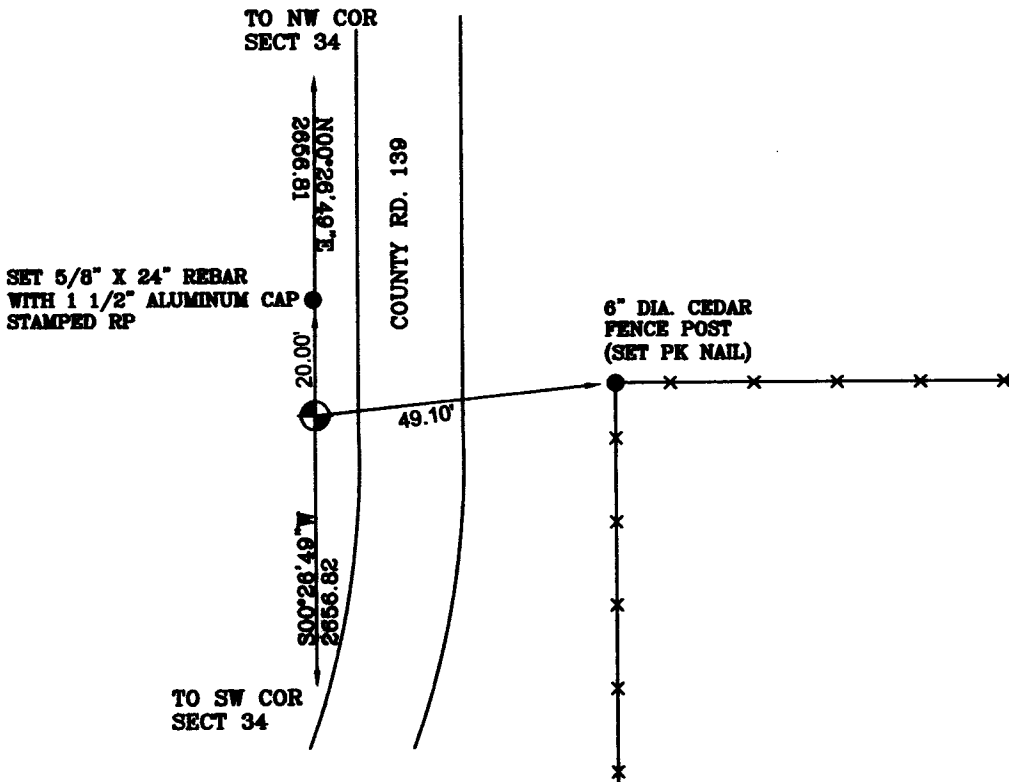 TO NW COR
SECT 34
N00°26'49"E
2656.81
COUNTY RD. 139
SET 5/8" X 24" REBAR
WITH 1 1/2" ALUMINUM CAP
STAMPED RP
20.00'
6" DIA. CEDAR
FENCE POST
(SET PK NAIL)
49.10'
S00°26'49"W
2656.82
TO SW COR
SECT 34